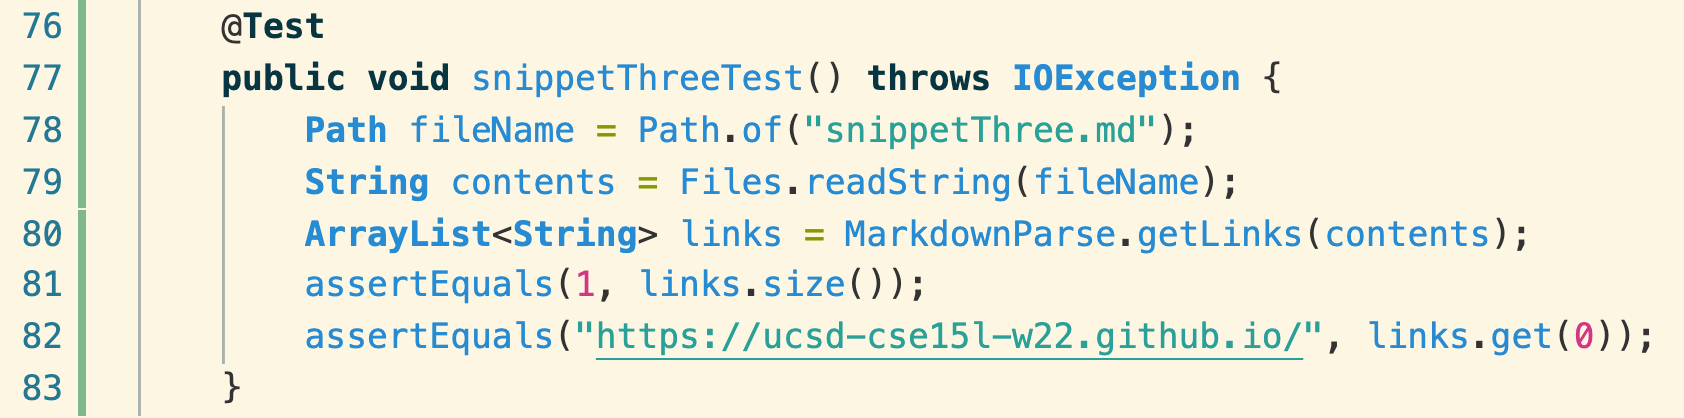 76 @Test
77 public void snippetThreeTest() throws IOException {
78 Path fileName = Path.of("snippetThree.md");
79 String contents = Files.readString(fileName);
80 ArrayList<String> links = MarkdownParse.getLinks(contents);
81 assertEquals(1, links.size());
82 assertEquals("https://ucsd-cse15l-w22.github.io/", links.get(0));
83 }